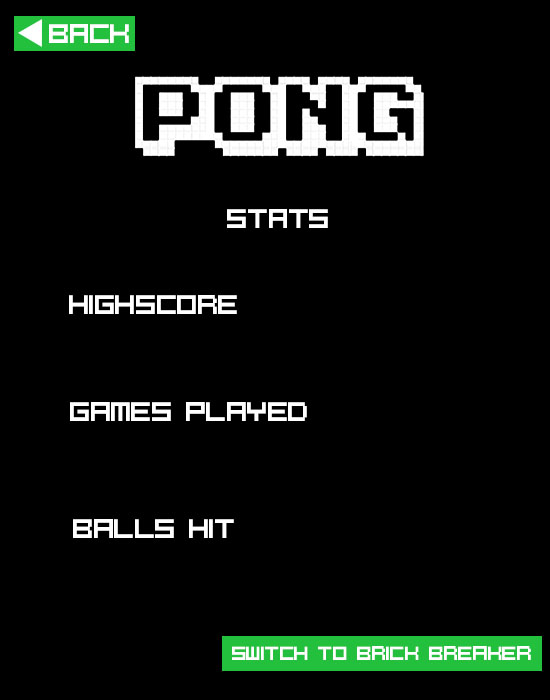 BACK
PONG
STATS
HIGHSCORE
GAMES PLAYED
BALLS HIT
SWITCH TO BRICK BREAKER